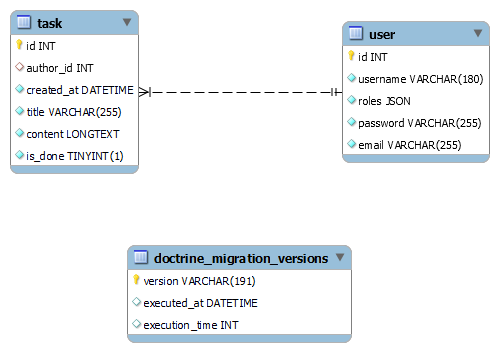 task
id INT
author_id INT
created_at DATETIME
title VARCHAR(255)
content LONGTEXT
is_done TINYINT(1)
user
id INT
username VARCHAR(180)
roles JSON
password VARCHAR(255)
email VARCHAR(255)
doctrine_migration_versions
version VARCHAR(191)
executed_at DATETIME
execution_time INT